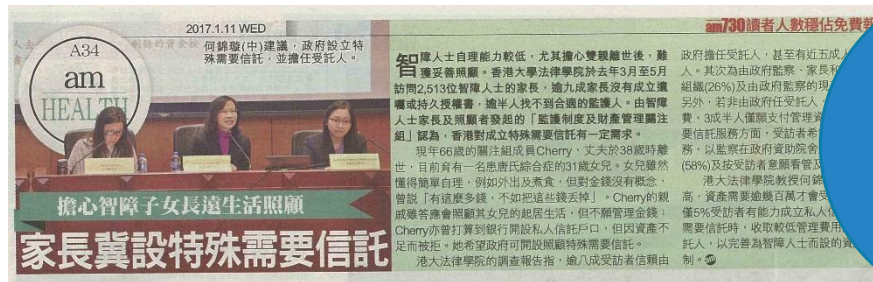 2017.1.11 WED
am730讀者人數穩佔免費報
A34
am
HEALTH
何錦璇(中)建議，政府設立特
殊需要信託，並擔任受託人。
擔心智障子女長遠生活照顧
家長冀設特殊需要信託
智障人士自理能力較低，尤其擔心雙親離世後，難
獲妥善照顧。香港大學法律學院於去年3月至5月
訪問2,513位智障人士的家長，逾九成家長沒有成立遺
囑或持久授權書，逾半人找不到合適的監護人。由智障
人士家長及照顧者發起的「監護制度及財產管理關注
組」認為，香港對成立特殊需要信託有一定需求。
現年66歲的關注組成員Cherry，丈夫於38歲時離
世，目前育有一名患唐氏綜合症的31歲女兒。女兒雖然
懂得簡單自理，例如外出及煮食，但對金錢沒有概念，
曾說「有這麼多錢，不如把這些錢丟掉」。Cherry的親
戚雖答應會照顧其女兒的起居生活，但不願管理金錢；
Cherry亦曾打算到銀行開設私人信託戶口，但因資產不
足而被拒。她希望政府可開設照顧特殊需要信託。
港大法律學院的調查報告指，逾八成受訪者信賴由
政府擔任受託人，甚至有近五成人
人。其次為由政府監察、家長和
組織(26%)及由政府監察的現
另外，若非由政府任受託人，
費，3成半人僅願支付管理資
要信託服務方面，受訪者希
務，以監察在政府資助院舍
(58%)及按受訪者意願看管及
港大法律學院教授何錦
高，資產需要逾幾百萬才會受
僅5%受訪者有能力成立私人信
需要信託時，收取較低管理費用
託人，以完善為智障人士而設的資
制。